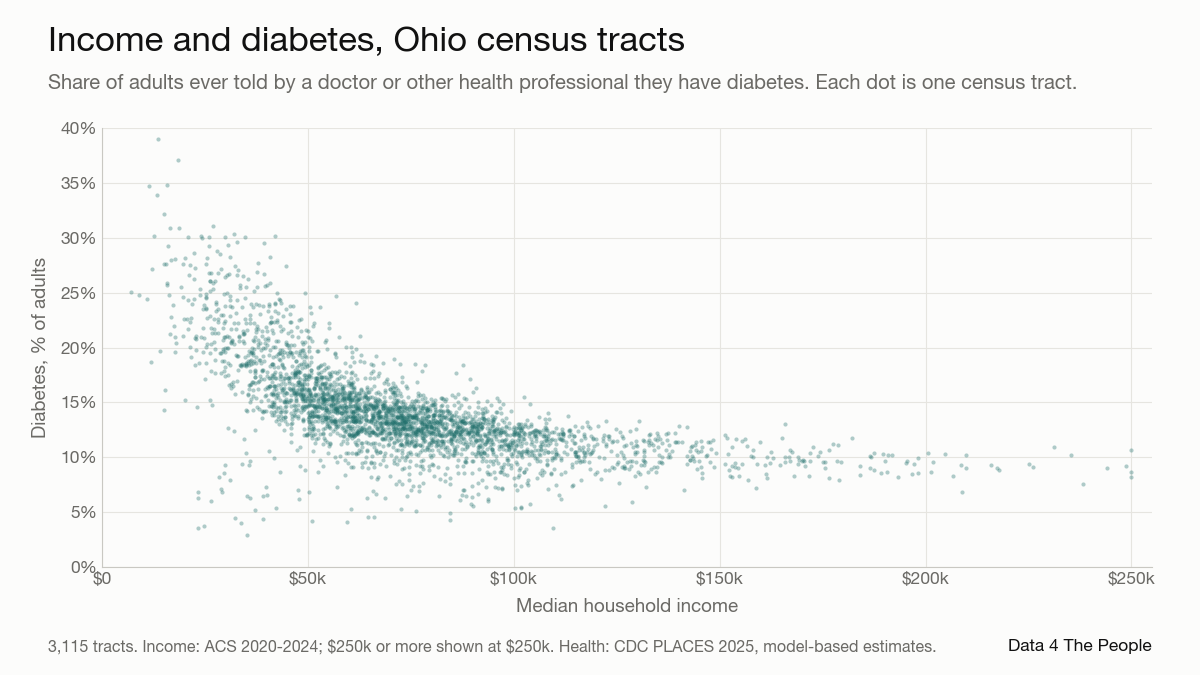 Income and diabetes, Ohio census tracts
Share of adults ever told by a doctor or other health professional they have diabetes. Each dot is one census tract.
40%
35%
30%
25%
20%
15%
10%
5%
0%
Diabetes, % of adults
$0
$50k
$100k
$150k
$200k
$250k
Median household income
3,115 tracts. Income: ACS 2020-2024; $250k or more shown at $250k. Health: CDC PLACES 2025, model-based estimates.
Data 4 The People